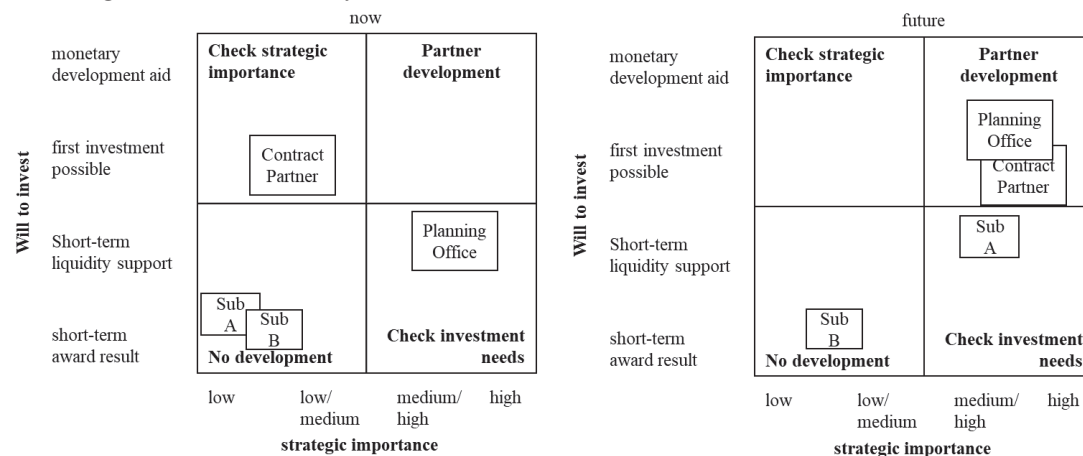 now
monetary
development aid
first investment
possible
Short-term
liquidity support
short-term
award result
Will to invest
Check strategic
importance
Partner
development
Contract
Partner
Planning
Office
Sub
A
Sub
B
No development
Check investment
needs
low
low/
medium
medium/
high
high
strategic importance
future
monetary
development aid
first investment
possible
Short-term
liquidity support
short-term
award result
Will to invest
Check strategic
importance
Partner
development
Planning
Office
Contract
Partner
Sub
A
Sub
B
No development
Check investment
needs
low
low/
medium
medium/
high
high
strategic importance